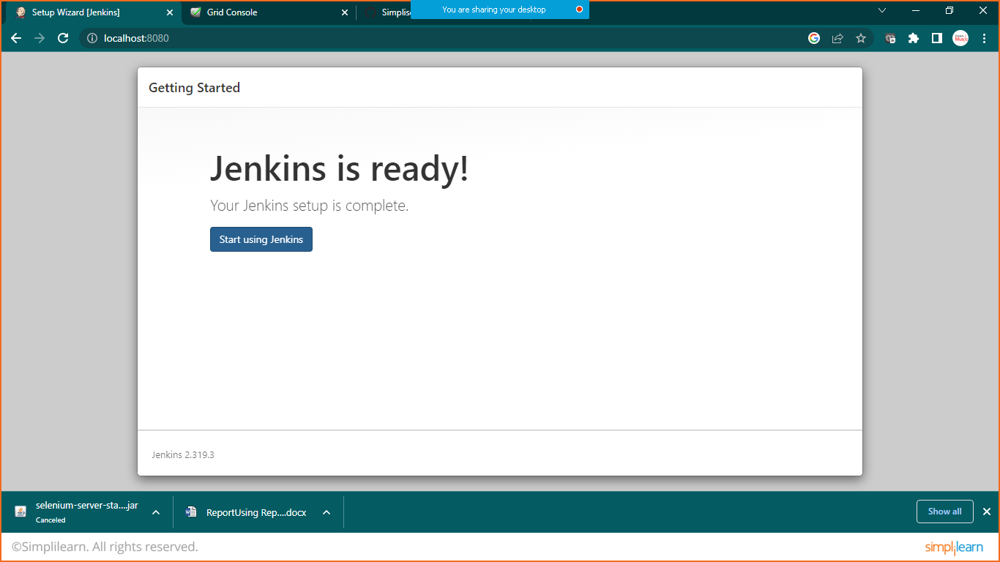 Setup Wizard [Jenkins]
Grid Console
You are sharing your desktop
localhost:8080
Getting Started
Jenkins is ready!
Your Jenkins setup is complete.
Start using Jenkins
Jenkins 2.319.3
selenium-server-sta....jar
Canceled
ReportUsing Rep....docx
Show all
©Simplilearn. All rights reserved.
simplilearn